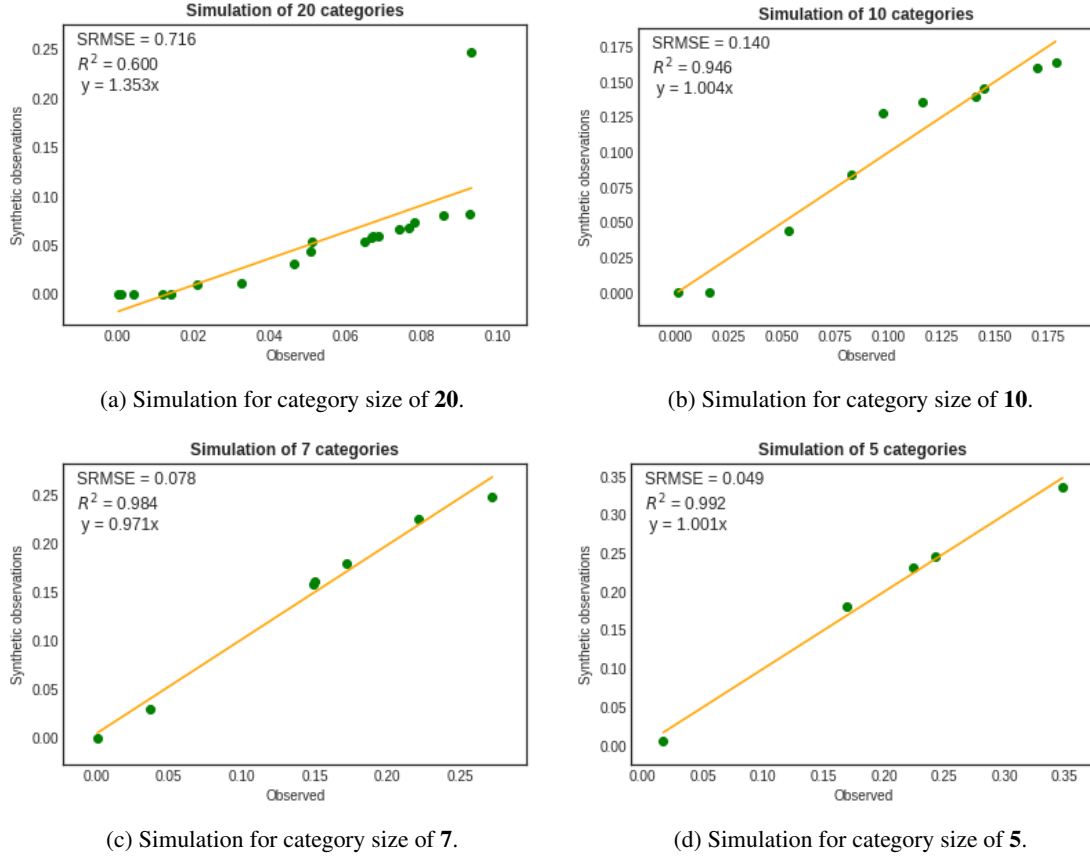 Simulation of 20 categories
SRMSE = 0.716
R² = 0.600
y = 1.353x
Synthetic observations
0.25
0.20
0.15
0.10
0.05
0.00
0.00 0.02 0.04 0.06 0.08 0.10
Observed
(a) Simulation for category size of 20.
Simulation of 10 categories
SRMSE = 0.140
R² = 0.946
y = 1.004x
Synthetic observations
0.175
0.150
0.125
0.100
0.075
0.050
0.025
0.000
0.000 0.025 0.050 0.075 0.100 0.125 0.150 0.175
Observed
(b) Simulation for category size of 10.
Simulation of 7 categories
SRMSE = 0.078
R² = 0.984
y = 0.971x
Synthetic observations
0.25
0.20
0.15
0.10
0.05
0.00
0.00 0.05 0.10 0.15 0.20 0.25
Observed
(c) Simulation for category size of 7.
Simulation of 5 categories
SRMSE = 0.049
R² = 0.992
y = 1.001x
Synthetic observations
0.35
0.30
0.25
0.20
0.15
0.10
0.05
0.00
0.00 0.05 0.10 0.15 0.20 0.25 0.30 0.35
Observed
(d) Simulation for category size of 5.